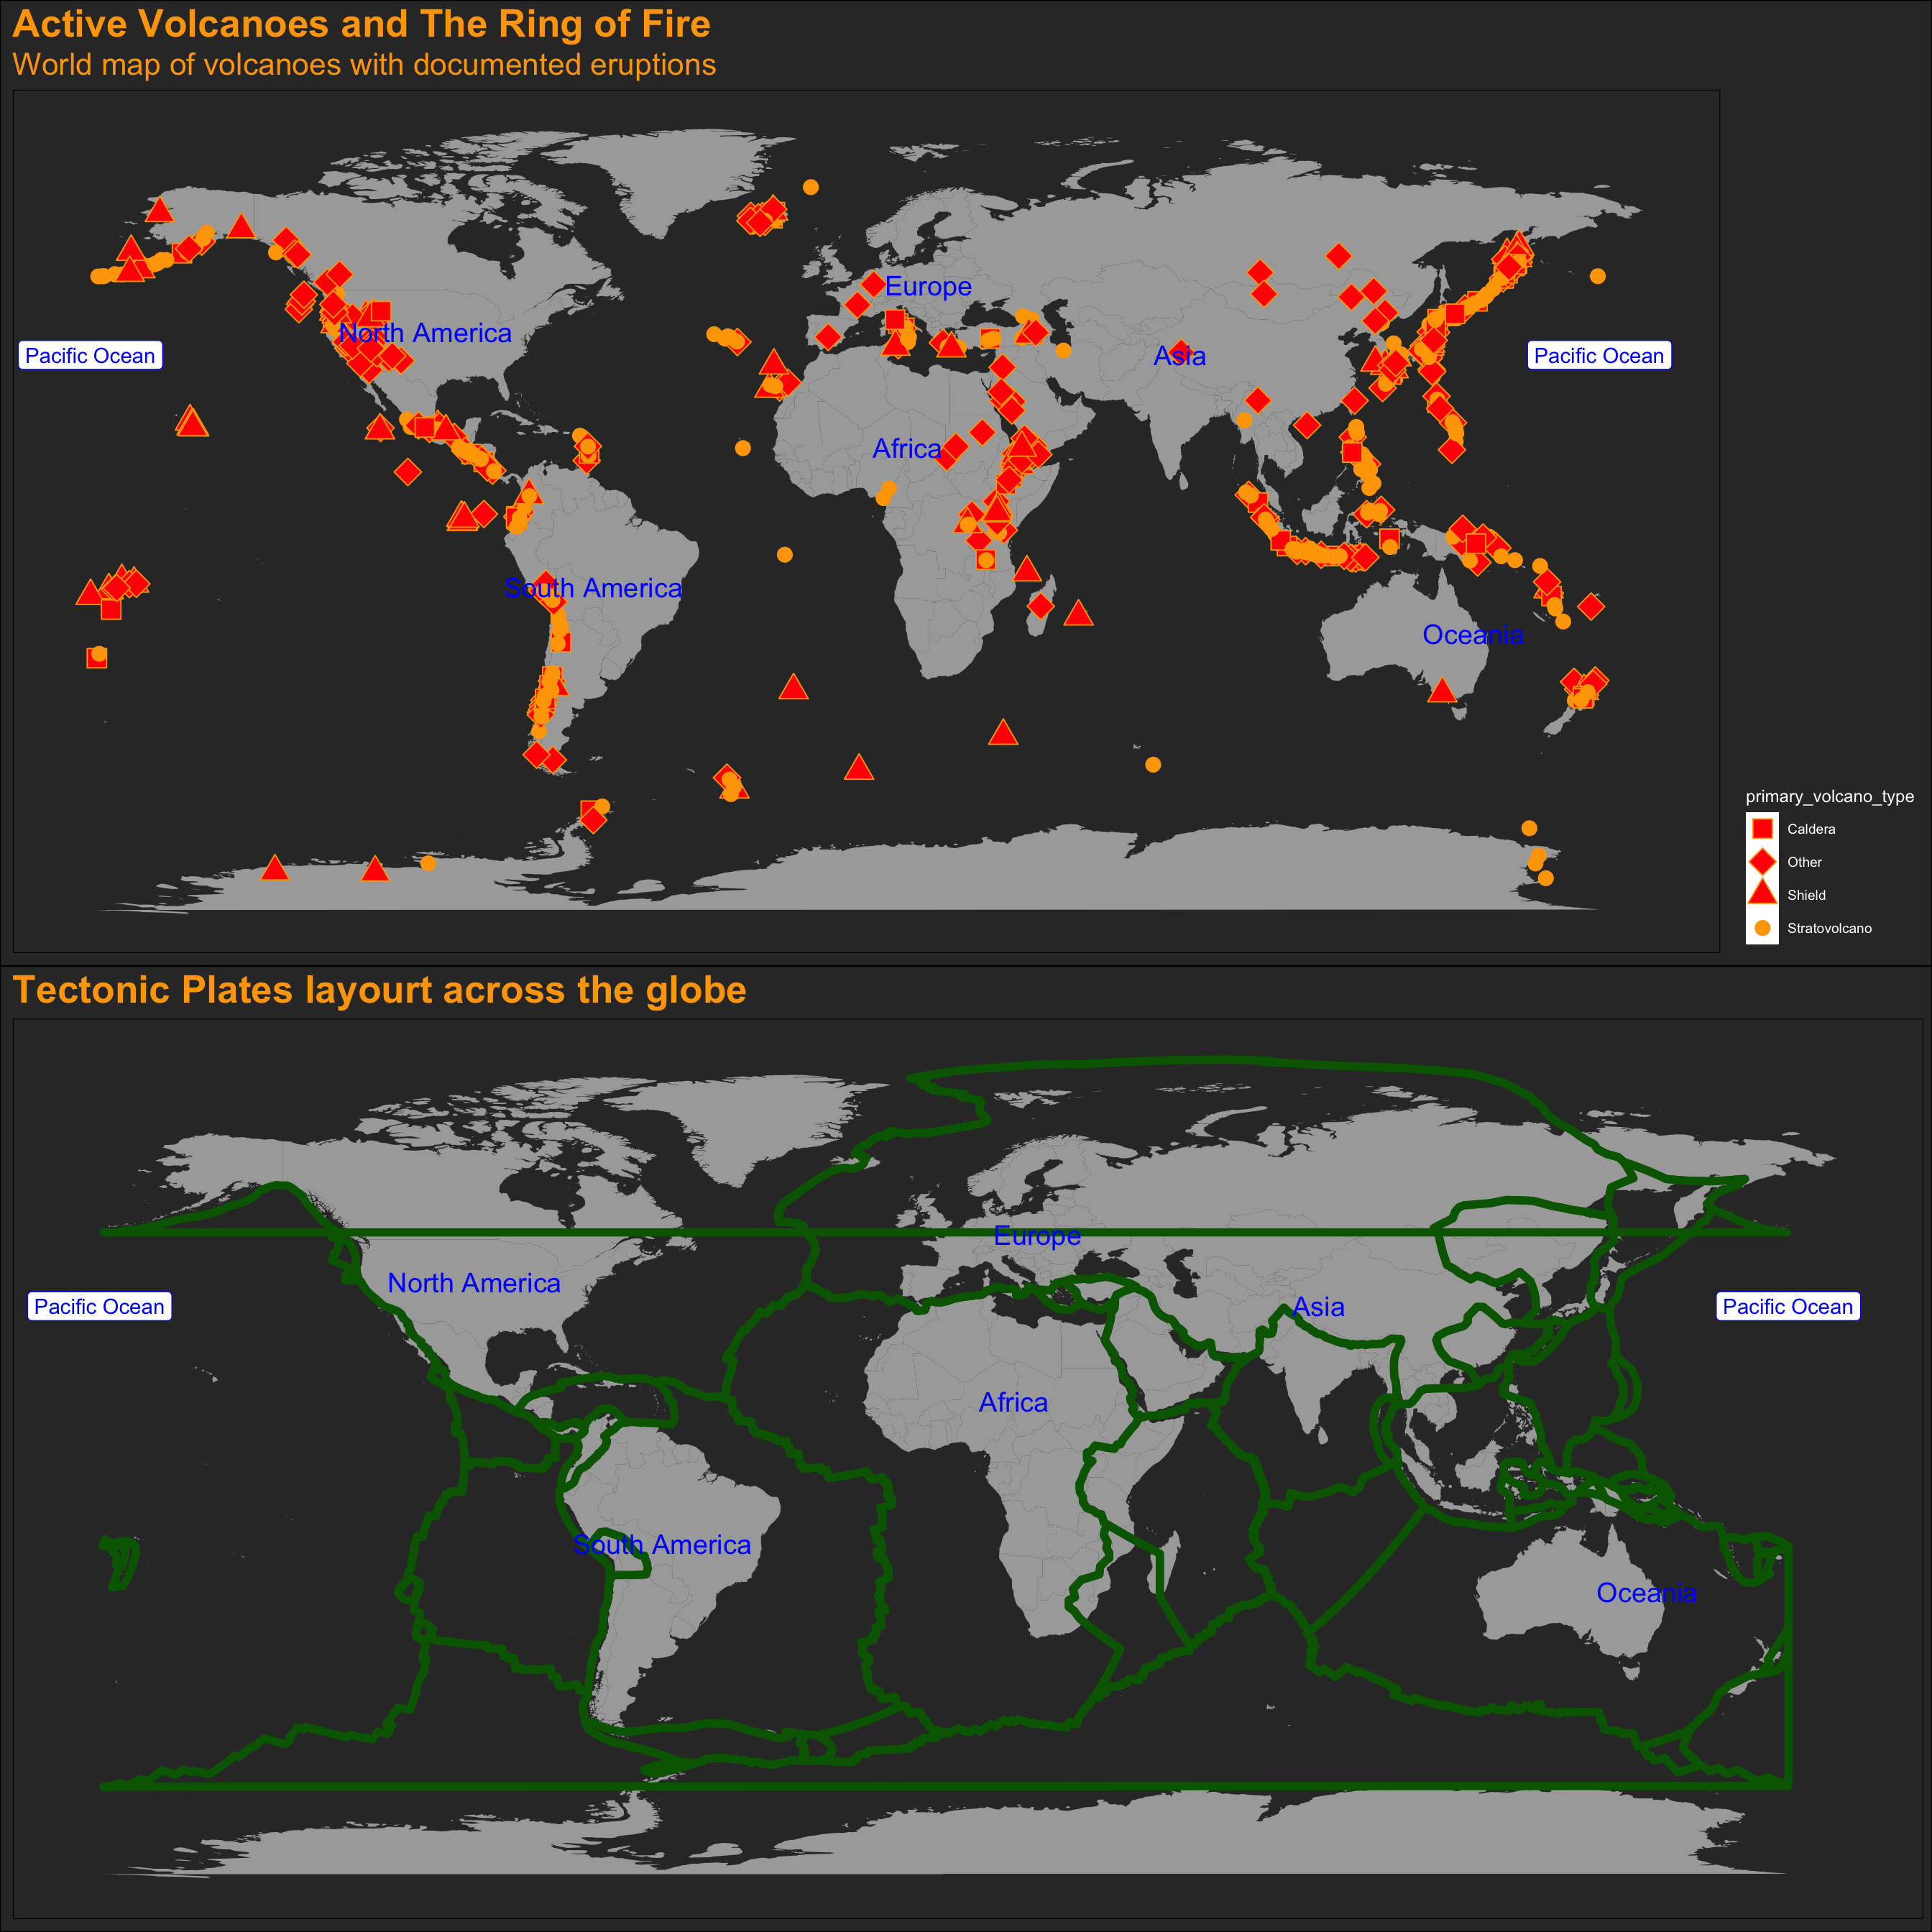 Active Volcanoes and The Ring of Fire
World map of volcanoes with documented eruptions
Europe
North America
Pacific Ocean
Asia
Pacific Ocean
Africa
South America
Oceania
primary_volcano_type
Caldera
Other
Shield
Stratovolcano
Tectonic Plates layourt across the globe
Europe
North America
Pacific Ocean
Asia
Pacific Ocean
Africa
South America
Oceania